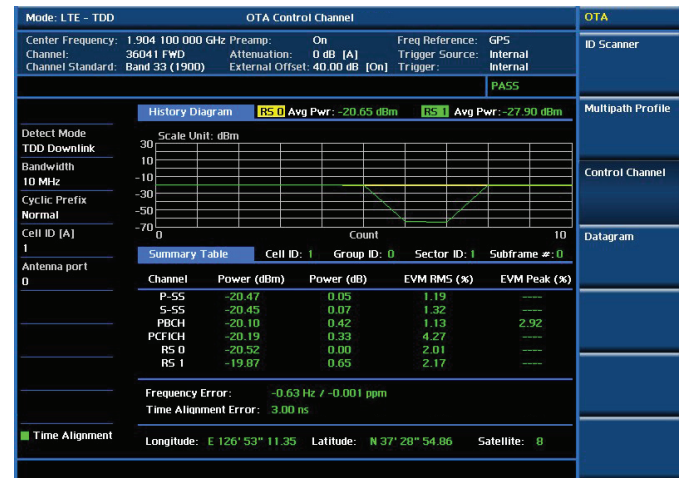 Mode: LTE - TDD OTA Control Channel OTA
Center Frequency: 1.904 100 000 GHz Preamp: On Freq Reference: GPS
Channel: 36041 FWD Attenuation: 0 dB [A] Trigger Source: Internal
Channel Standard: Band 33 (1900) External Offset: 40.00 dB [On] Trigger: Internal
PASS
ID Scanner
Multipath Profile
Control Channel
Datagram
History Diagram RS 0 Avg Pwr: -20.65 dBm RS 1 Avg Pwr: -27.90 dBm
Detect Mode
TDD Downlink
Bandwidth
10 MHz
Cyclic Prefix
Normal
Cell ID [A]
1
Antenna port
0
Scale Unit: dBm
30
10
-10
-30
-50
-70
0 Count 10
Summary Table Cell ID: 1 Group ID: 0 Sector ID: 1 Subframe #: 0
Channel Power (dBm) Power (dB) EVM RMS (%) EVM Peak (%)
P-SS -20.47 0.05 1.19 ----
S-SS -20.45 0.07 1.32 ----
PBCH -20.10 0.42 1.13 2.92
PCFICH -20.19 0.33 4.27 ----
RS 0 -20.52 0.00 2.01 ----
RS 1 -19.87 0.65 2.17 ----
Frequency Error: -0.63 Hz / -0.001 ppm
Time Alignment Error: 3.00 ns
Time Alignment
Longitude: E 126' 53" 11.35 Latitude: N 37' 28" 54.86 Satellite: 8